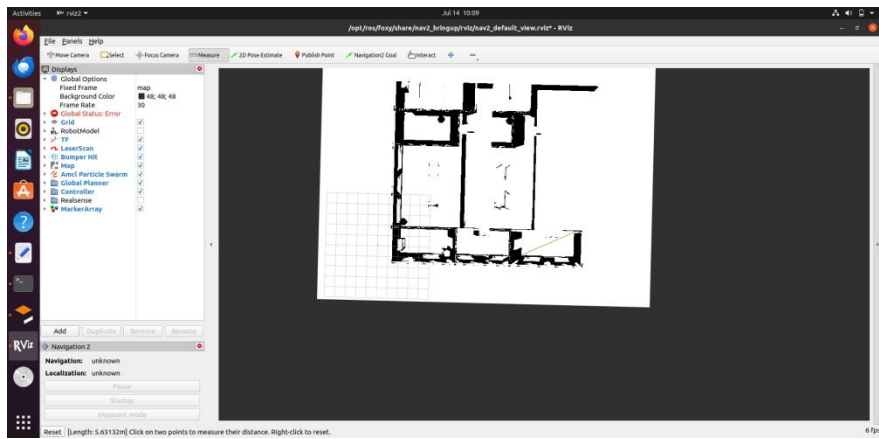 Activities
rviz2
Jul 14 10:09
/opt/ros/foxy/share/nav2_bringup/rviz/nav2_default_view.rviz* - RViz
File Panels Help
Move Camera Select Focus Camera Measure 2D Pose Estimate Publish Point Navigation2 Goal Interact
Displays
Global Options
Fixed Frame map
Background Color 48; 48; 48
Frame Rate 30
Global Status: Error
Grid
RobotModel
TF
LaserScan
Bumper Hit
Map
Amcl Particle Swarm
Global Planner
Controller
Realsense
MarkerArray
Add Duplicate Remove Rename
Navigation 2
Navigation: unknown
Localization: unknown
Pause
Startup
Waypoint mode
RViz
Reset [Length: 5.63132m] Click on two points to measure their distance. Right-click to reset.
6 fps